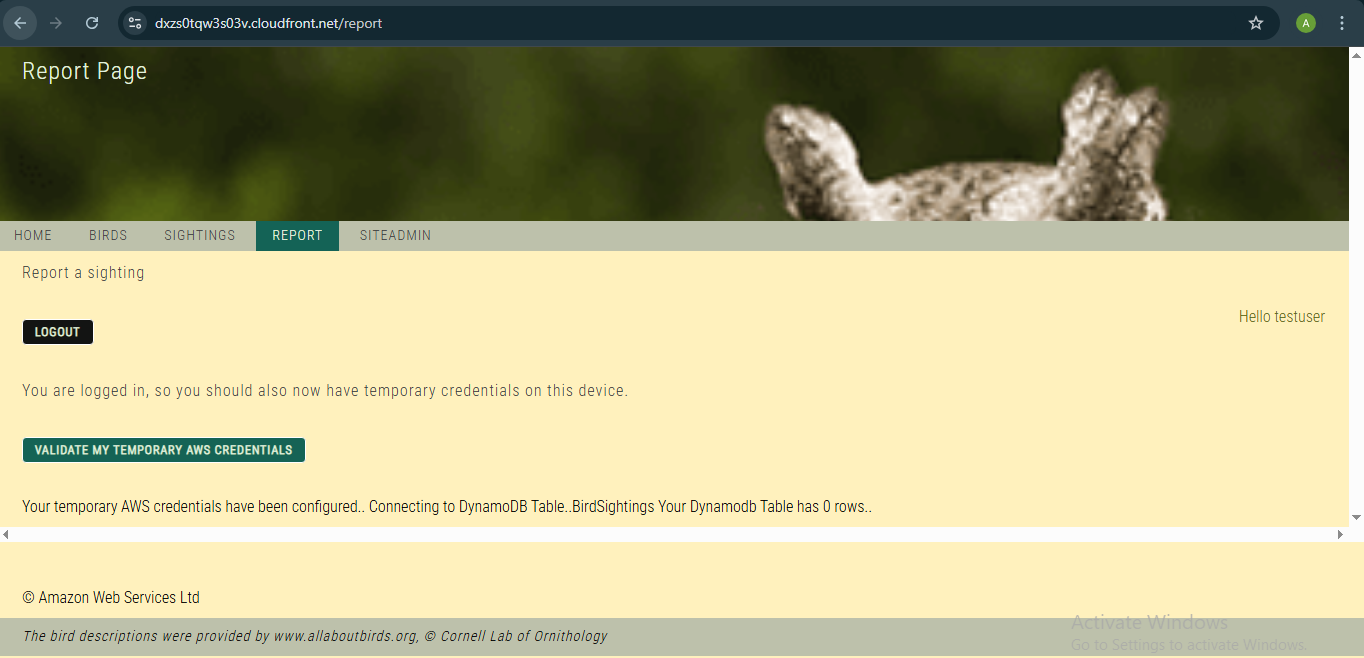 dxzs0tqw3s03v.cloudfront.net/report
A
Report Page
HOME BIRDS SIGHTINGS REPORT SITEADMIN
Report a sighting
Hello testuser
LOGOUT
You are logged in, so you should also now have temporary credentials on this device.
VALIDATE MY TEMPORARY AWS CREDENTIALS
Your temporary AWS credentials have been configured.. Connecting to DynamoDB Table..BirdSightings Your Dynamodb Table has 0 rows..
© Amazon Web Services Ltd
Activate Windows
The bird descriptions were provided by www.allaboutbirds.org, © Cornell Lab of Ornithology
Go to Settings to activate Windows.